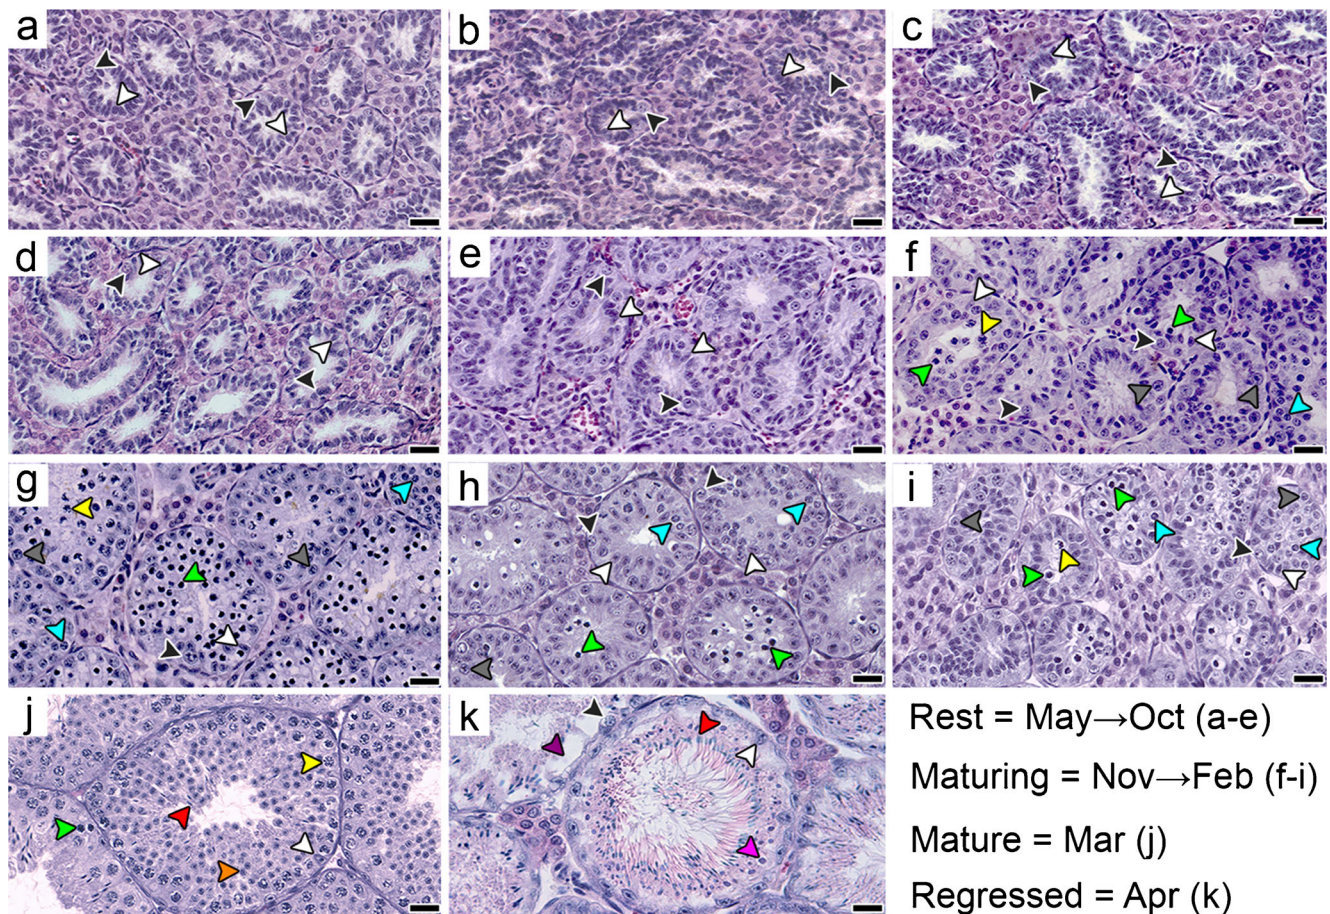 a
b
c
d
e
f
g
h
i
j
k
Rest = May→Oct (a-e)
Maturing = Nov→Feb (f-i)
Mature = Mar (j)
Regressed = Apr (k)